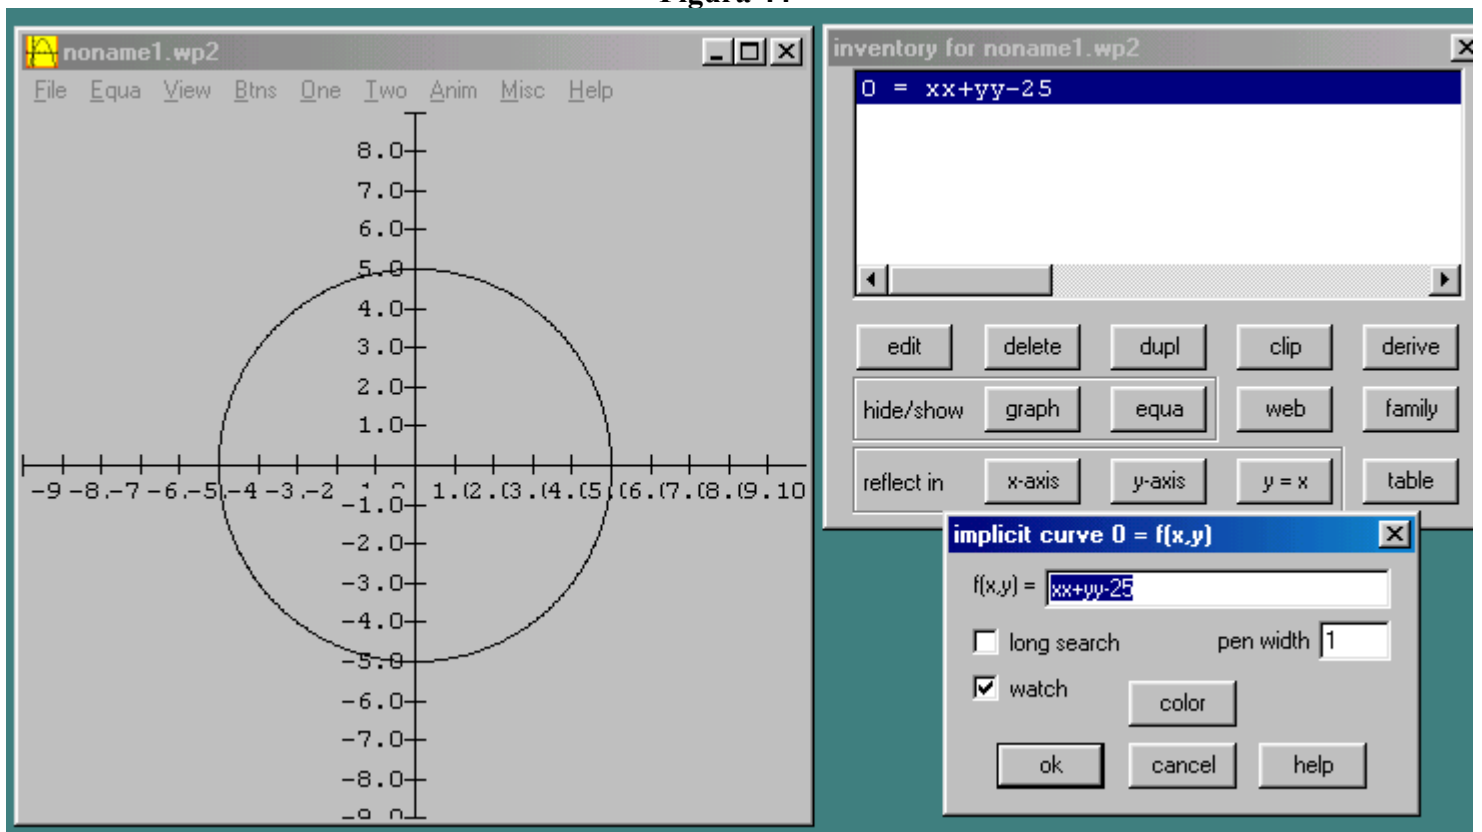 noneame1.wp2
File Equa View Btns One Two Anim Misc Help
8.0
7.0
6.0
5.0
4.0
3.0
2.0
1.0
-9 -8. -7 -6. -5 -4 -3. -2 1. 2. 3. 4. 5. 6. 7. 8. 9. 10
-1.0
-2.0
-3.0
-4.0
-5.0
-6.0
-7.0
-8.0
inventory for noname1.wp2
0 = xx+yy-25
edit delete dupl clip derive
hide/show graph equa web family
reflect in x-axis y-axis y = x table
implicit curve 0 = f(x,y)
f(x,y) = xx+yy-25
long search pen width 1
watch
color
ok cancel help